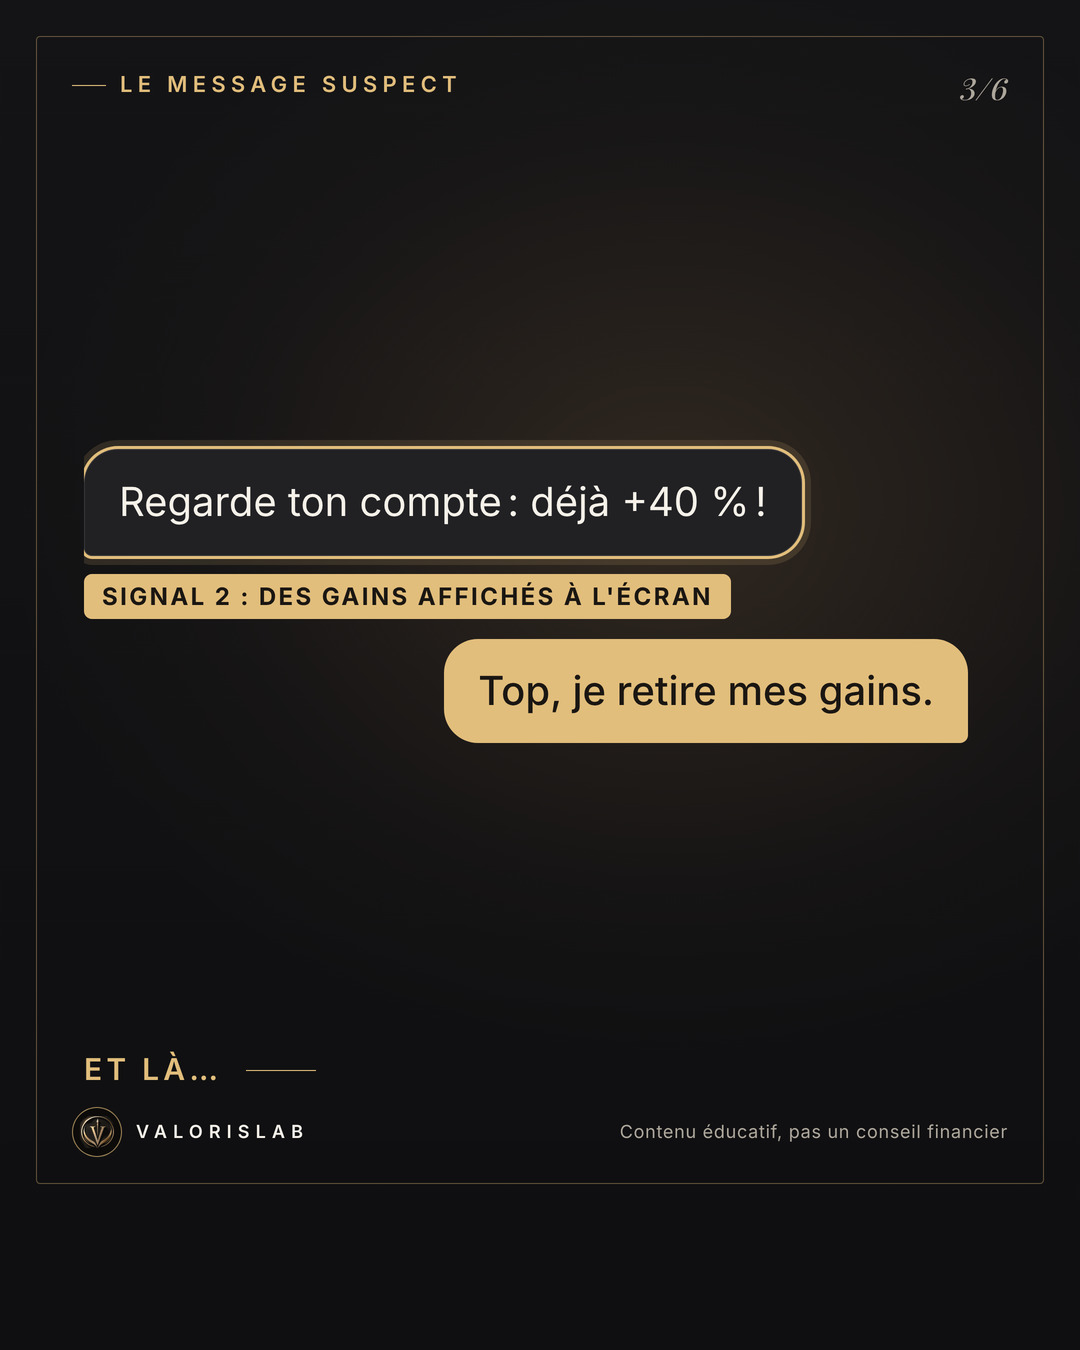 LE MESSAGE SUSPECT
3/6
Regarde ton compte : déjà +40 % !
SIGNAL 2 : DES GAINS AFFICHÉS À L'ÉCRAN
Top, je retire mes gains.
ET LÀ…
VALORISLAB
Contenu éducatif, pas un conseil financier